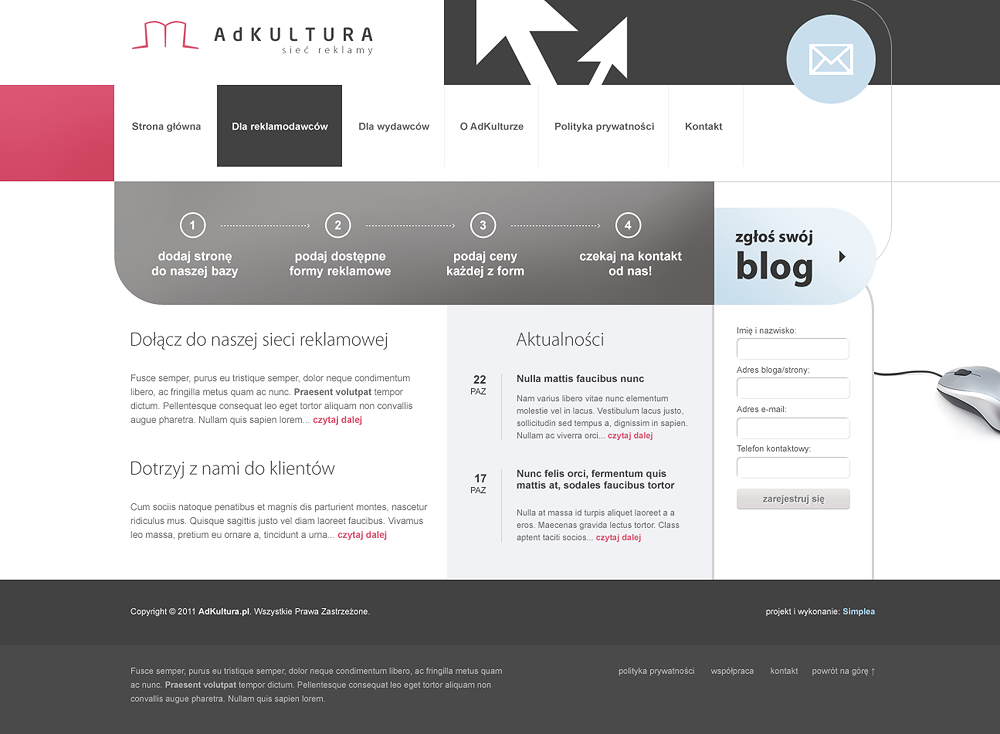 AdKULTURA
sieć reklamy
Strona główna
Dla reklamodawców
Dla wydawców
O AdKulturze
Polityka prywatności
Kontakt
1
2
3
4
dodaj stronę
do naszej bazy
podaj dostępne
formy reklamowe
podaj ceny
każdej z form
czekaj na kontakt
od nas!
zgłoś swój
blog
Dołącz do naszej sieci reklamowej
Fusce semper, purus eu tristique semper, dolor neque condimentum
libero, ac fringilla metus quam ac nunc. Praesent volutpat tempor
dictum. Pellentesque consequat leo eget tortor aliquam non convallis
augue pharetra. Nullam quis sapien lorem... czytaj dalej
Dotrzyj z nami do klientów
Cum sociis natoque penatibus et magnis dis parturient montes, nascetur
ridiculus mus. Quisque sagittis justo vel diam laoreet faucibus. Vivamus
leo massa, pretium eu ornare a, tincidunt a urna... czytaj dalej
Aktualności
22
PAZ
Nulla mattis faucibus nunc
Nam varius libero vitae nunc elementum
molestie vel in lacus. Vestibulum lacus justo,
sollicitudin sed tempus a, dignissim in sapien.
Nullam ac viverra orci... czytaj dalej
17
PAZ
Nunc felis orci, fermentum quis
mattis at, sodales faucibus tortor
Nulla at massa id turpis aliquet laoreet a a
eros. Maecenas gravida lectus tortor. Class
aptent taciti socios... czytaj dalej
Imię i nazwisko:
Adres bloga/strony:
Adres e-mail:
Telefon kontaktowy:
zarejestruj się
Copyright © 2011 AdKultura.pl. Wszystkie Prawa Zastrzeżone.
projekt i wykonanie: Simplea
Fusce semper, purus eu tristique semper, dolor neque condimentum libero, ac fringilla metus quam
ac nunc. Praesent volutpat tempor dictum. Pellentesque consequat leo eget tortor aliquam non
convallis augue pharetra. Nullam quis sapien lorem.
polityka prywatności
współpraca
kontakt
powrót na górę ↑